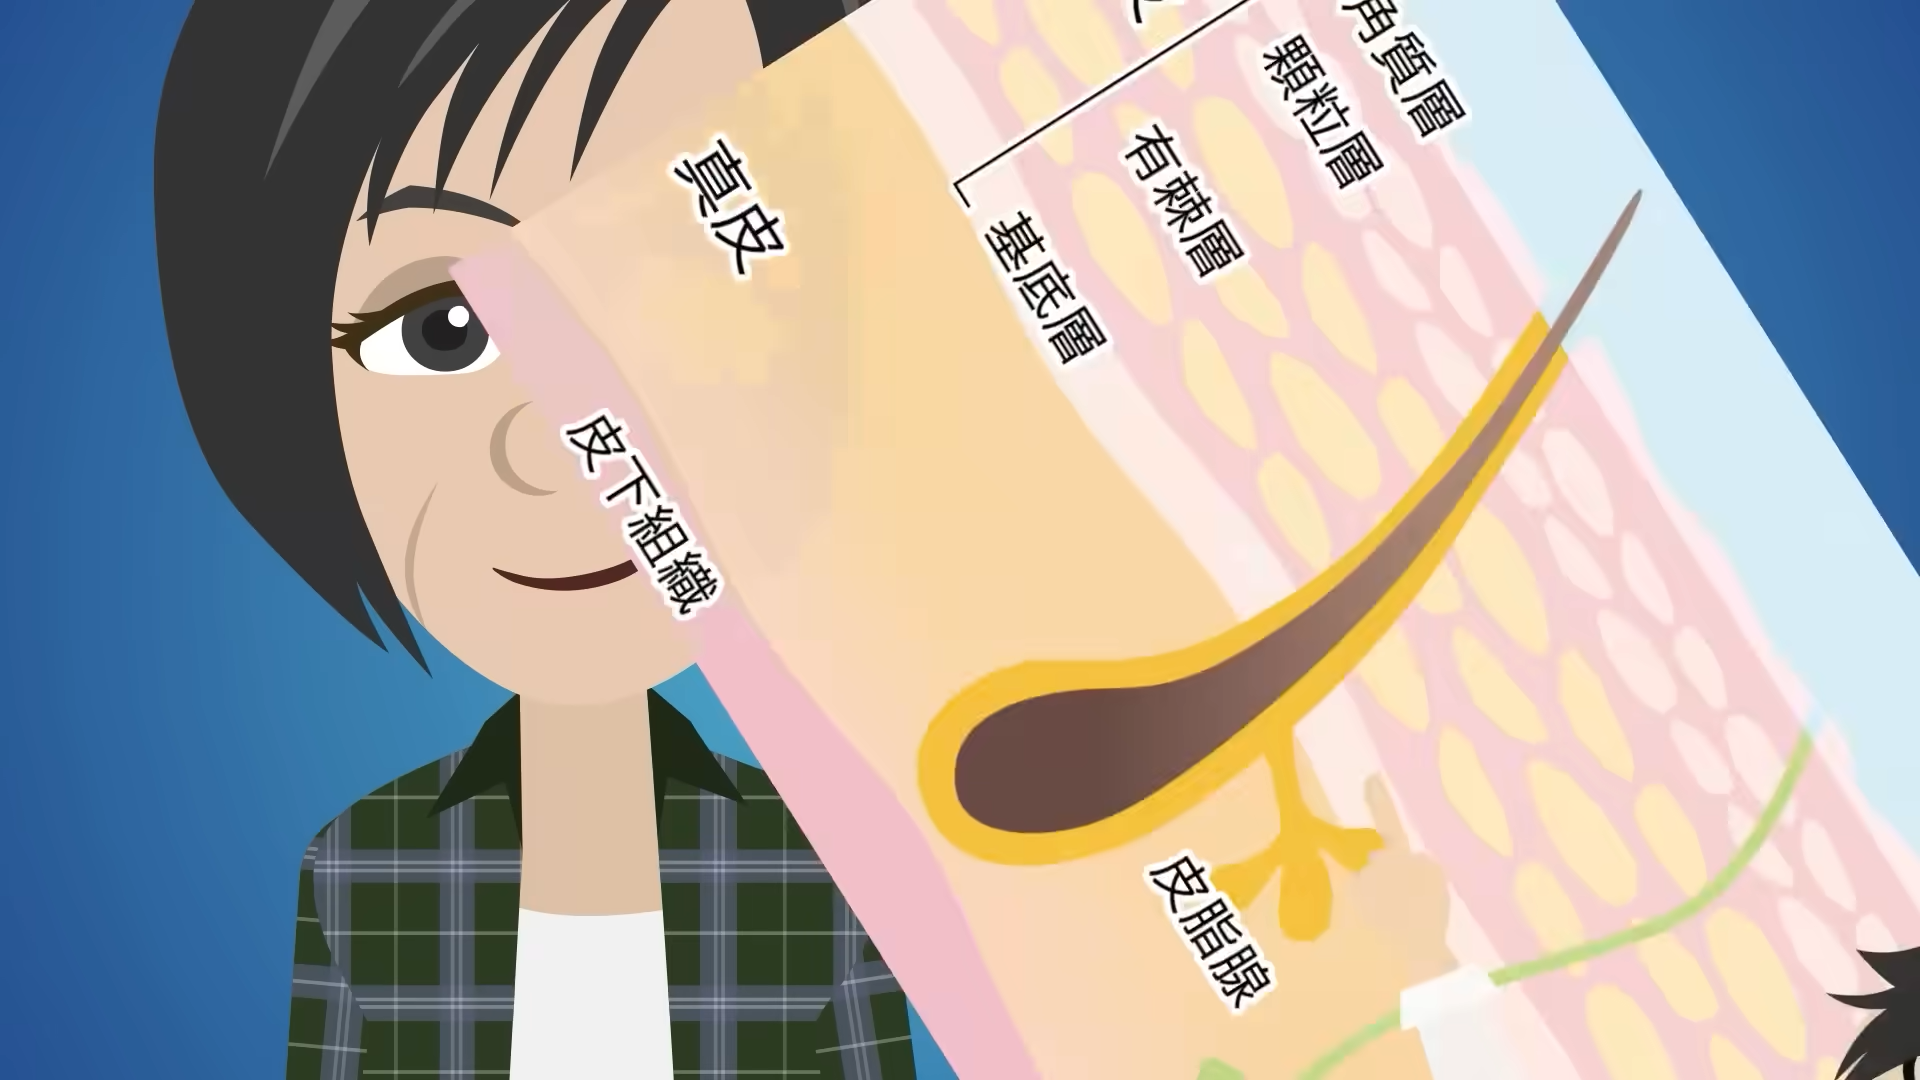 角質層
顆粒層
有棘層
基底層
真皮
皮下組織
皮脂腺